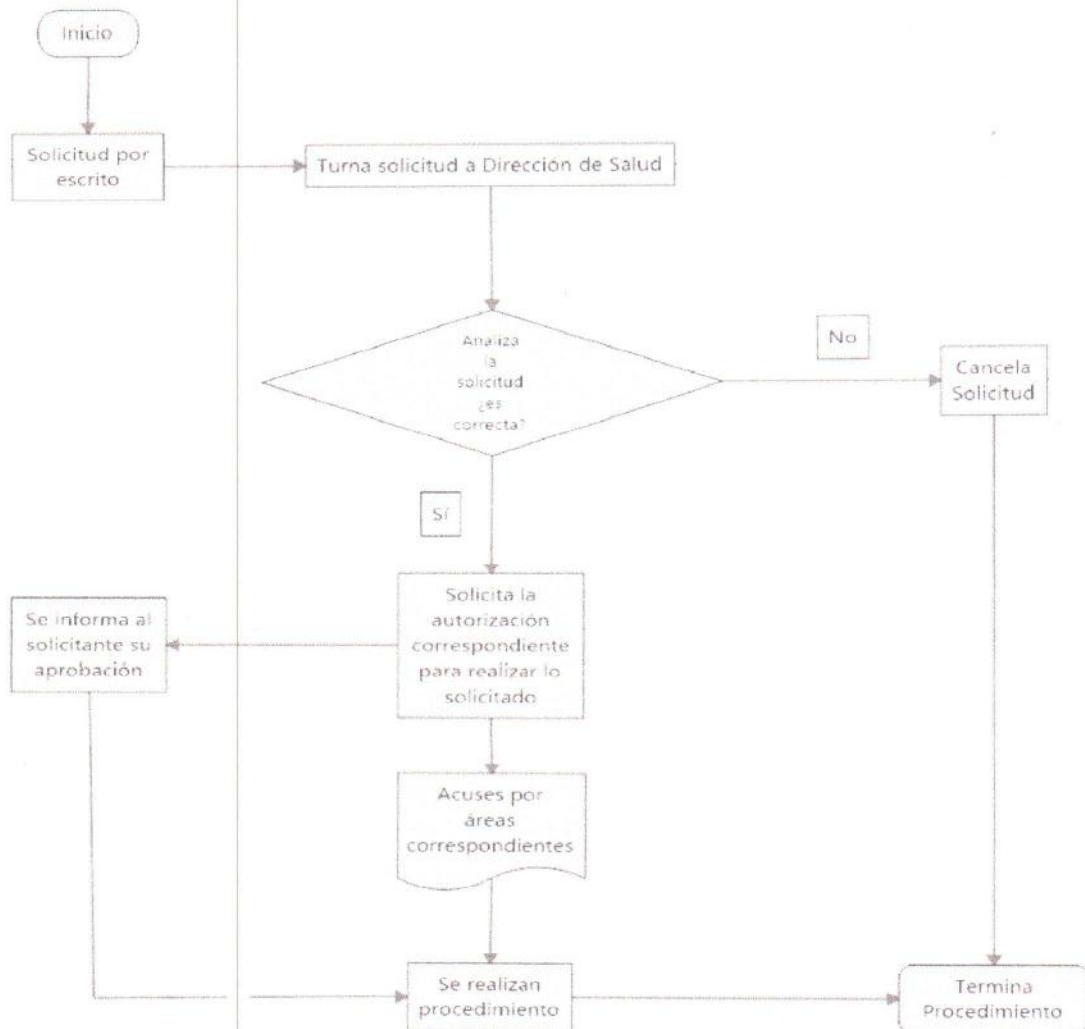 Inicio
Solicitud por
escrito
Turna solicitud a Dirección de Salud
Analiza
la
solicitud
¿es
correcta?
No
Cancela
Solicitud
Sí
Solicita la
autorización
correspondiente
para realizar lo
solicitado
Se informa al
solicitante su
aprobación
Acuses por
áreas
correspondientes
Se realizan
procedimiento
Termina
Procedimiento